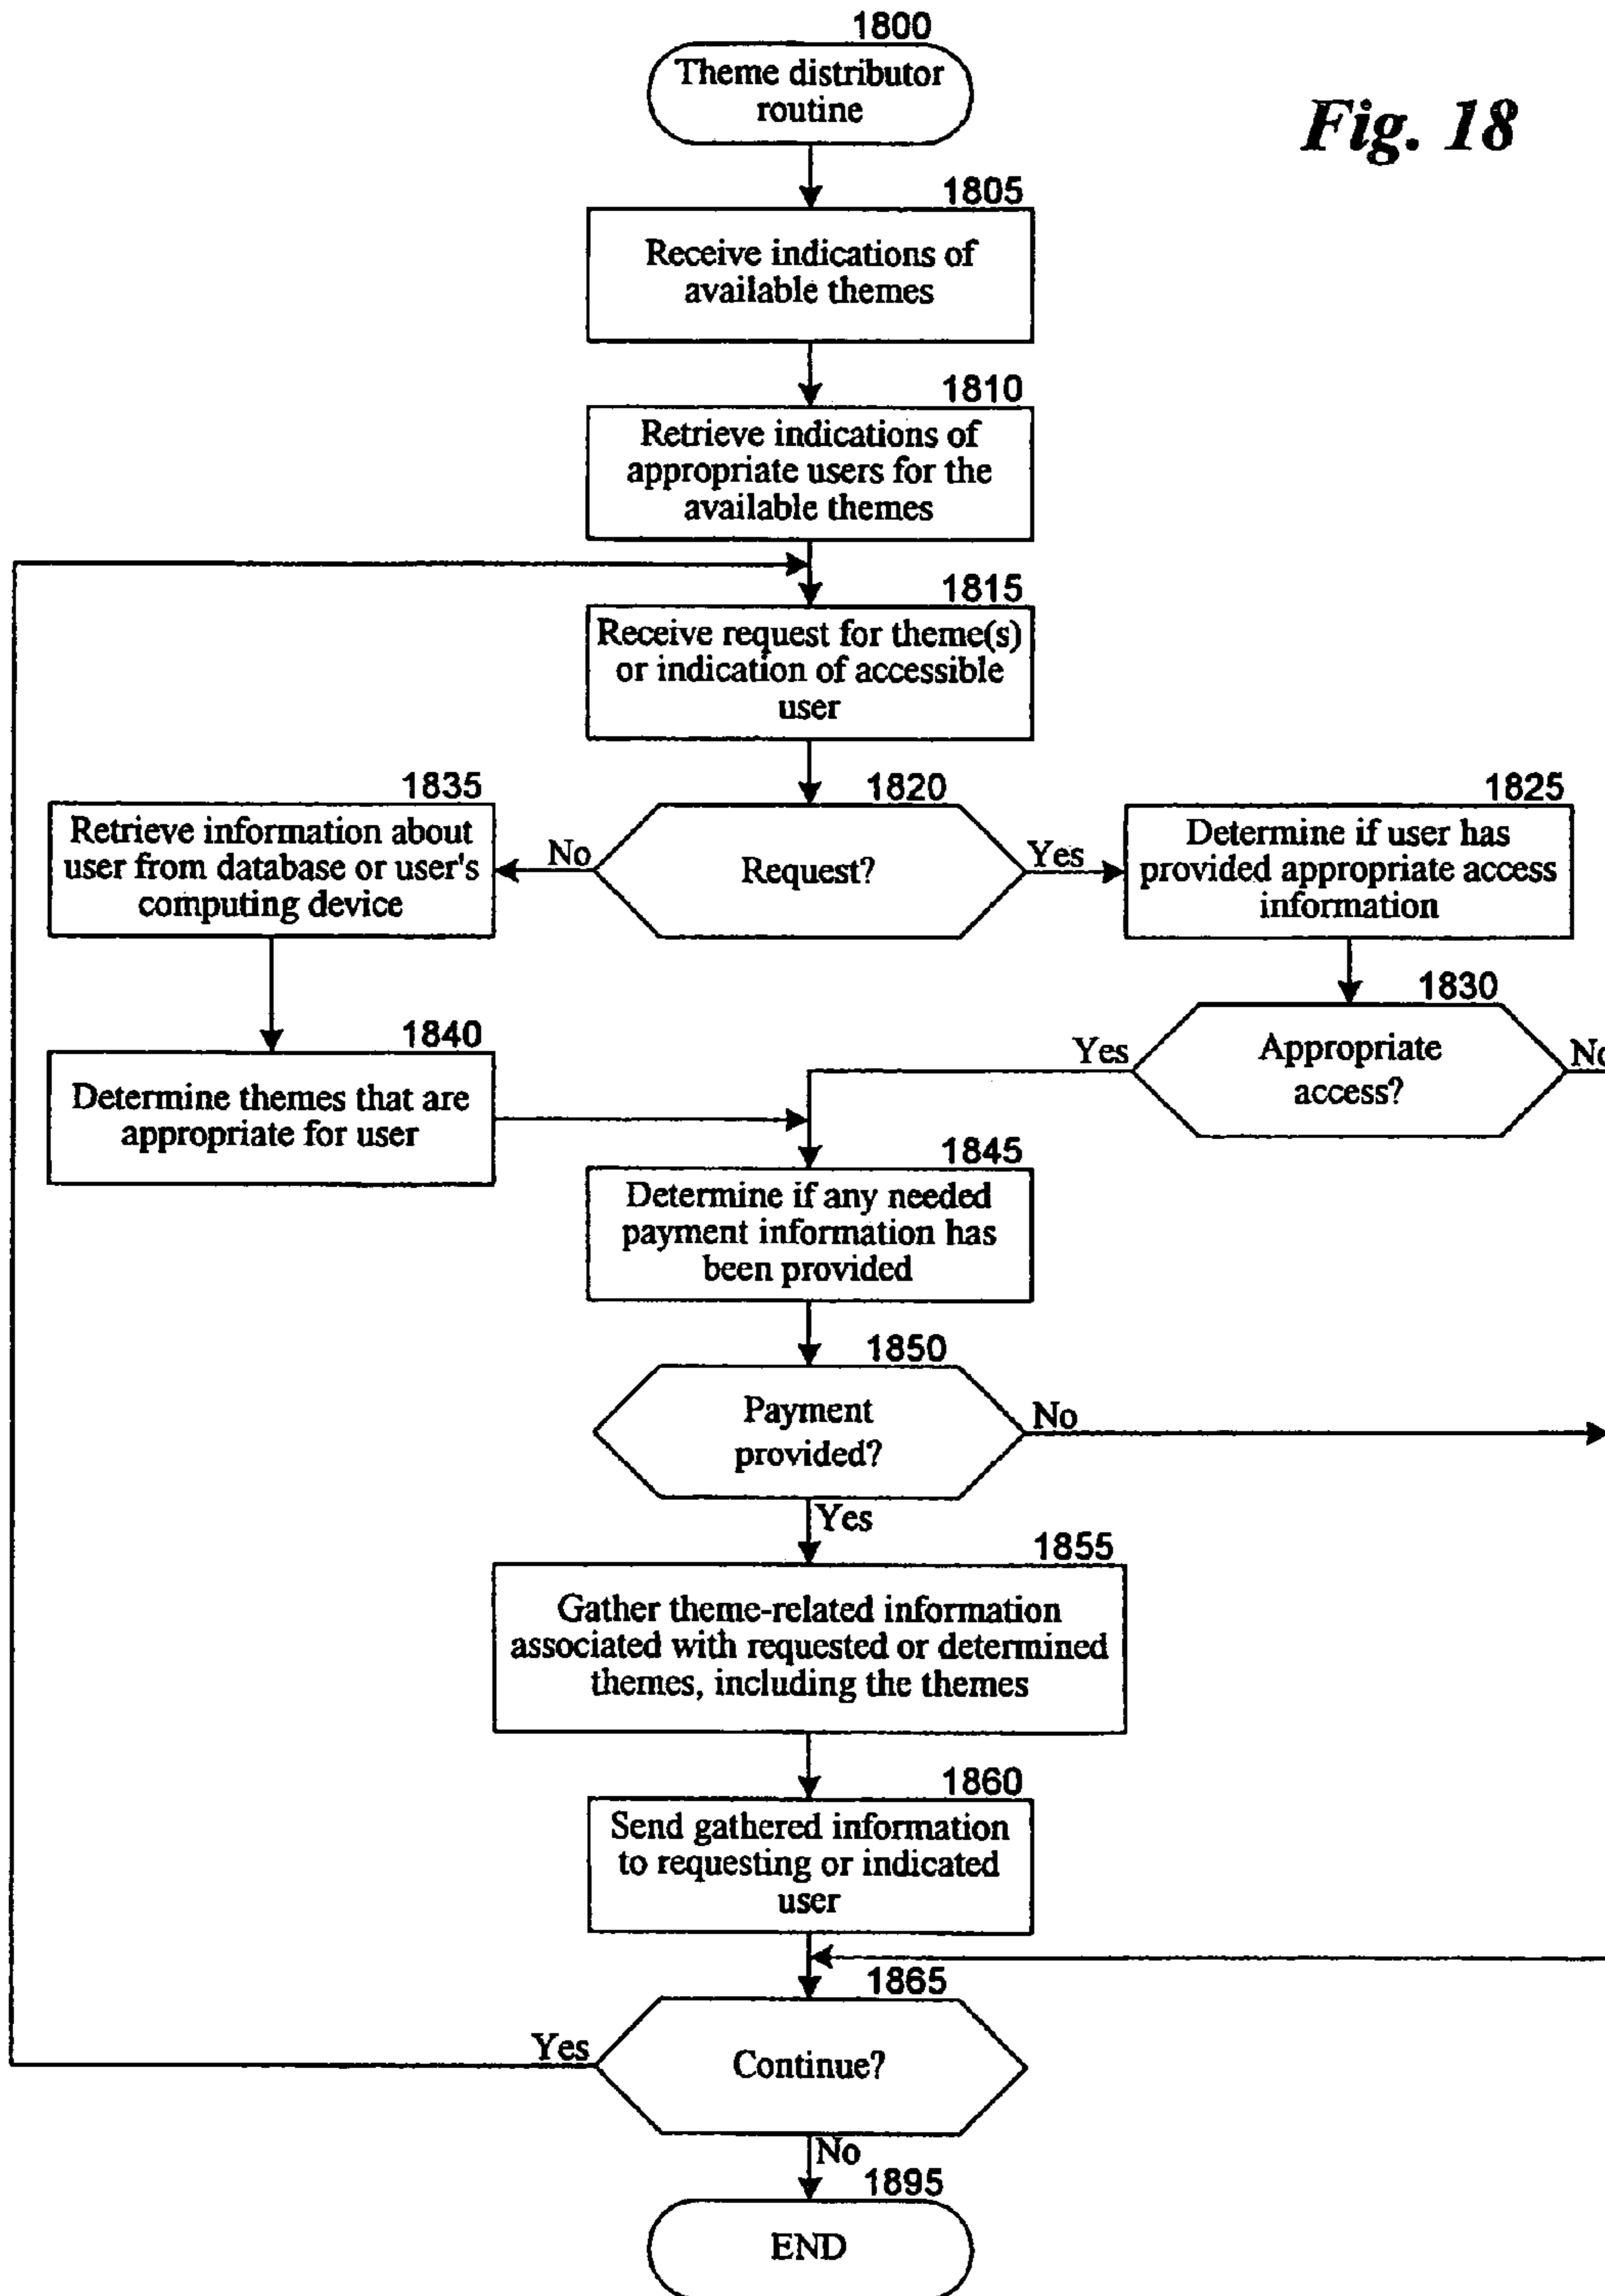 1800
Theme distributor
routine
Fig. 18
1805
Receive indications of
available themes
1810
Retrieve indications of
appropriate users for the
available themes
1815
Receive request for theme(s)
or indication of accessible
user
1835
Retrieve information about
user from database or user's
computing device
No
1820
Request?
Yes
1825
Determine if user has
provided appropriate access
information
1840
Determine themes that are
appropriate for user
Yes
1830
Appropriate
access?
No
1845
Determine if any needed
payment information has
been provided
1850
Payment
provided?
No
Yes
1855
Gather theme-related information
associated with requested or determined
themes, including the themes
1860
Send gathered information
to requesting or indicated
user
1865
Yes
Continue?
No
1895
END